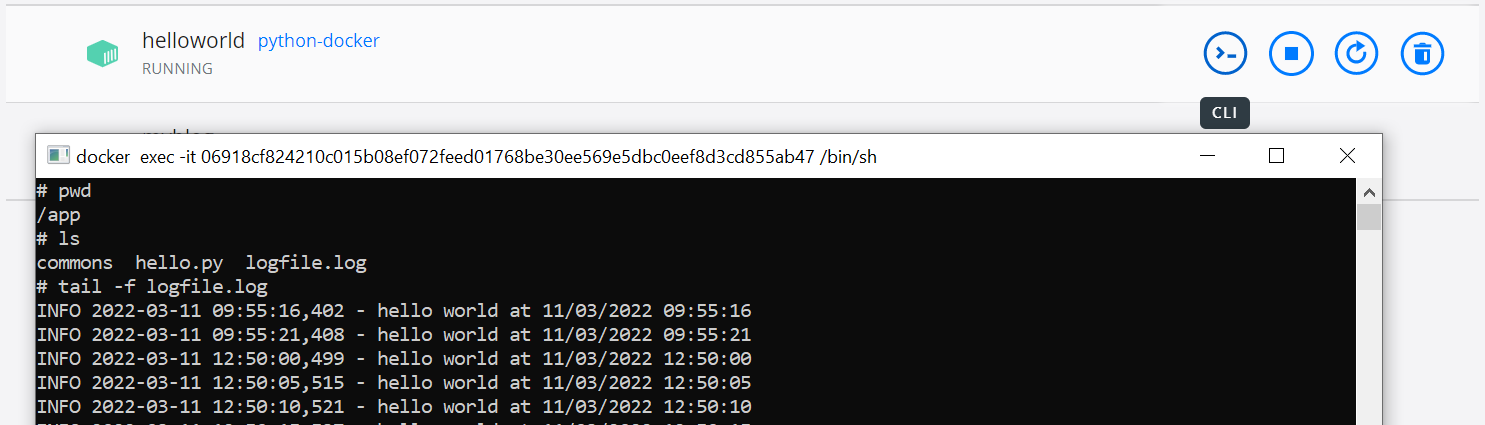 helloworld python-docker
RUNNING
CLI
docker exec -it 06918cf824210c015b08ef072feed01768be30ee569e5dbc0eef8d3cd855ab47 /bin/sh
# pwd
/app
# ls
commons  hello.py  logfile.log
# tail -f logfile.log
INFO 2022-03-11 09:55:16,402 - hello world at 11/03/2022 09:55:16
INFO 2022-03-11 09:55:21,408 - hello world at 11/03/2022 09:55:21
INFO 2022-03-11 12:50:00,499 - hello world at 11/03/2022 12:50:00
INFO 2022-03-11 12:50:05,515 - hello world at 11/03/2022 12:50:05
INFO 2022-03-11 12:50:10,521 - hello world at 11/03/2022 12:50:10